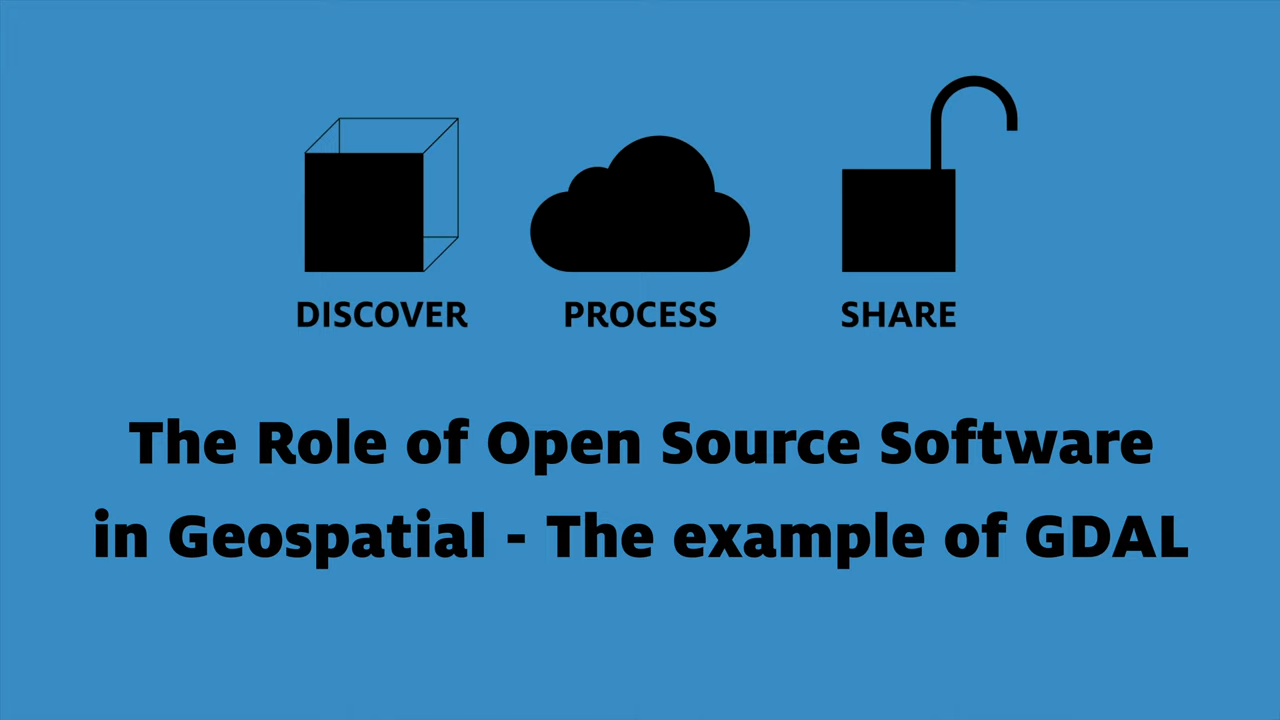 DISCOVER PROCESS SHARE
The Role of Open Source Software
in Geospatial - The example of GDAL